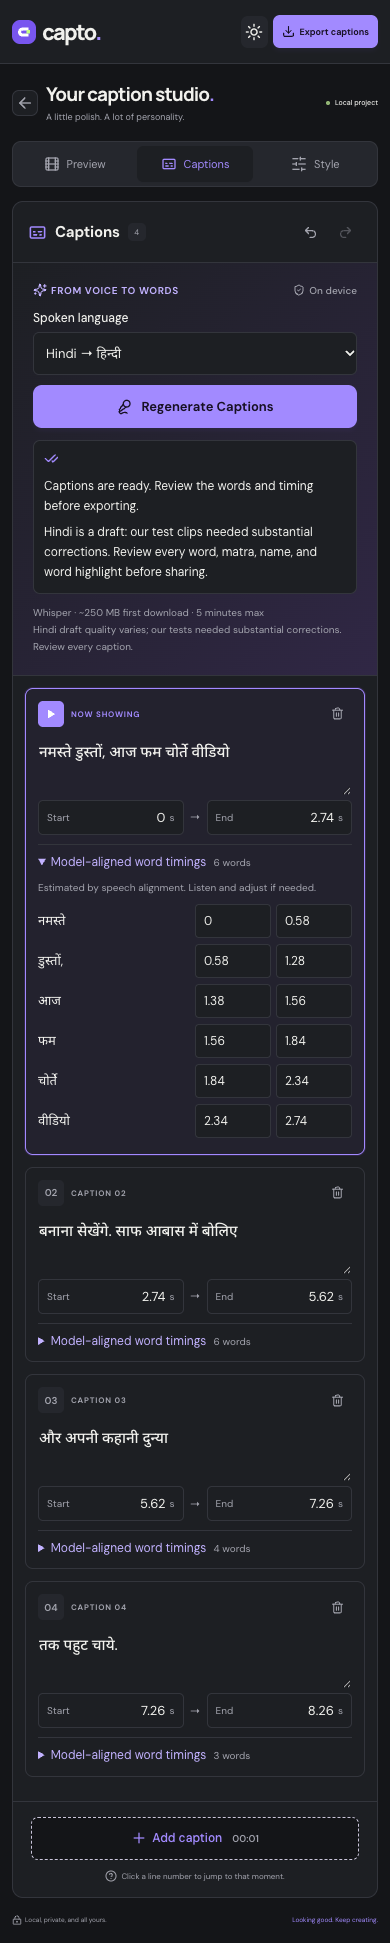 capto.
Export captions
Your caption studio.
A little polish. A lot of personality.
Local project
Preview
Captions
Style
Captions 4
FROM VOICE TO WORDS
On device
Spoken language
Hindi → हिन्दी
Regenerate Captions
Captions are ready. Review the words and timing
before exporting.
Hindi is a draft: our test clips needed substantial
corrections. Review every word, matra, name, and
word highlight before sharing.
Whisper · ~250 MB first download · 5 minutes max
Hindi draft quality varies; our tests needed substantial corrections.
Review every caption.
NOW SHOWING
नमस्ते डुस्तों, आज फम चोर्ते वीडियो
Start 0 s → End 2.74 s
Model-aligned word timings 6 words
Estimated by speech alignment. Listen and adjust if needed.
नमस्ते 0 0.58
डुस्तों, 0.58 1.28
आज 1.38 1.56
फम 1.56 1.84
चोर्ते 1.84 2.34
वीडियो 2.34 2.74
02 CAPTION 02
बनाना सेखेंगे. साफ आबास में बोलिए
Start 2.74 s → End 5.62 s
Model-aligned word timings 6 words
03 CAPTION 03
और अपनी कहानी दुन्या
Start 5.62 s → End 7.26 s
Model-aligned word timings 4 words
04 CAPTION 04
तक पहुट चाये.
Start 7.26 s → End 8.26 s
Model-aligned word timings 3 words
+ Add caption 00:01
Click a line number to jump to that moment.
Local, private, and all yours.
Looking good. Keep creating.